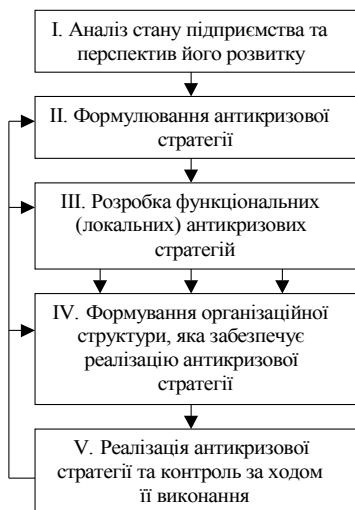 I. Аналіз стану підприємства та
перспектив його розвитку
II. Формулювання антикризової
стратегії
III. Розробка функціональних
(локальних) антикризових
стратегій
IV. Формування організаційної
структури, яка забезпечує
реалізацію антикризової
стратегії
V. Реалізація антикризової
стратегії та контроль за ходом
її виконання